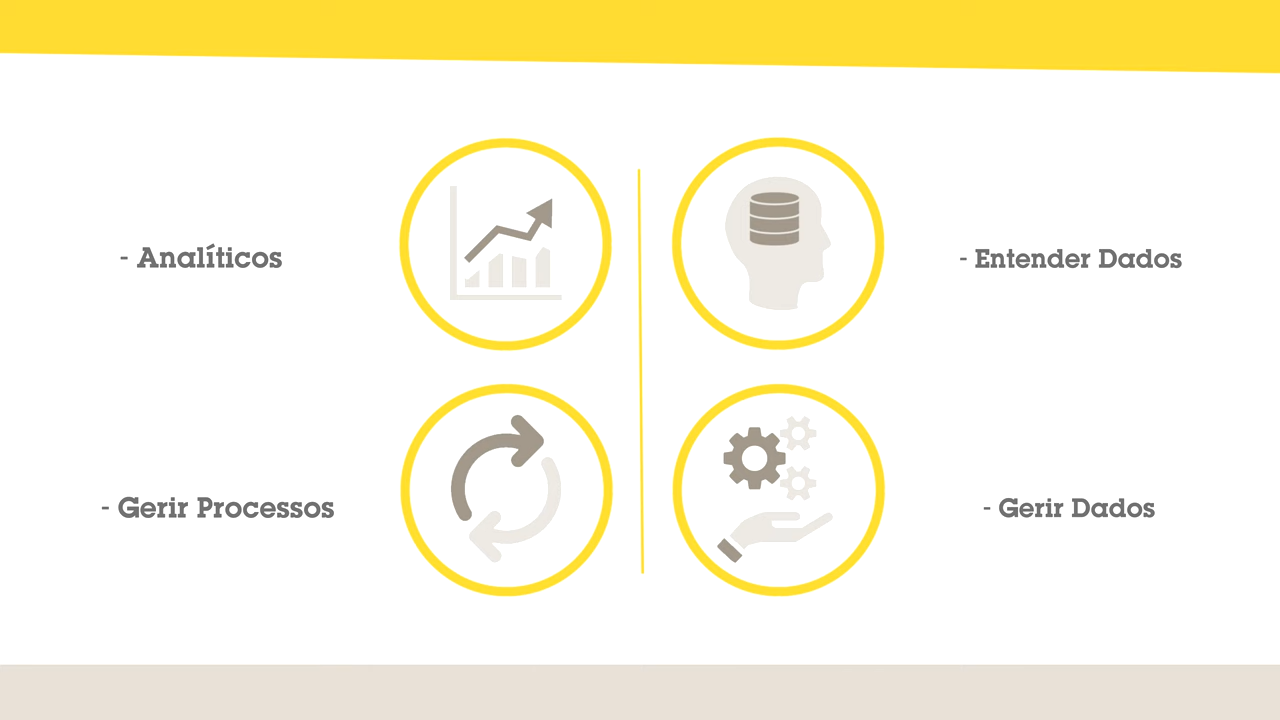 - Analíticos
- Entender Dados
- Gerir Processos
- Gerir Dados